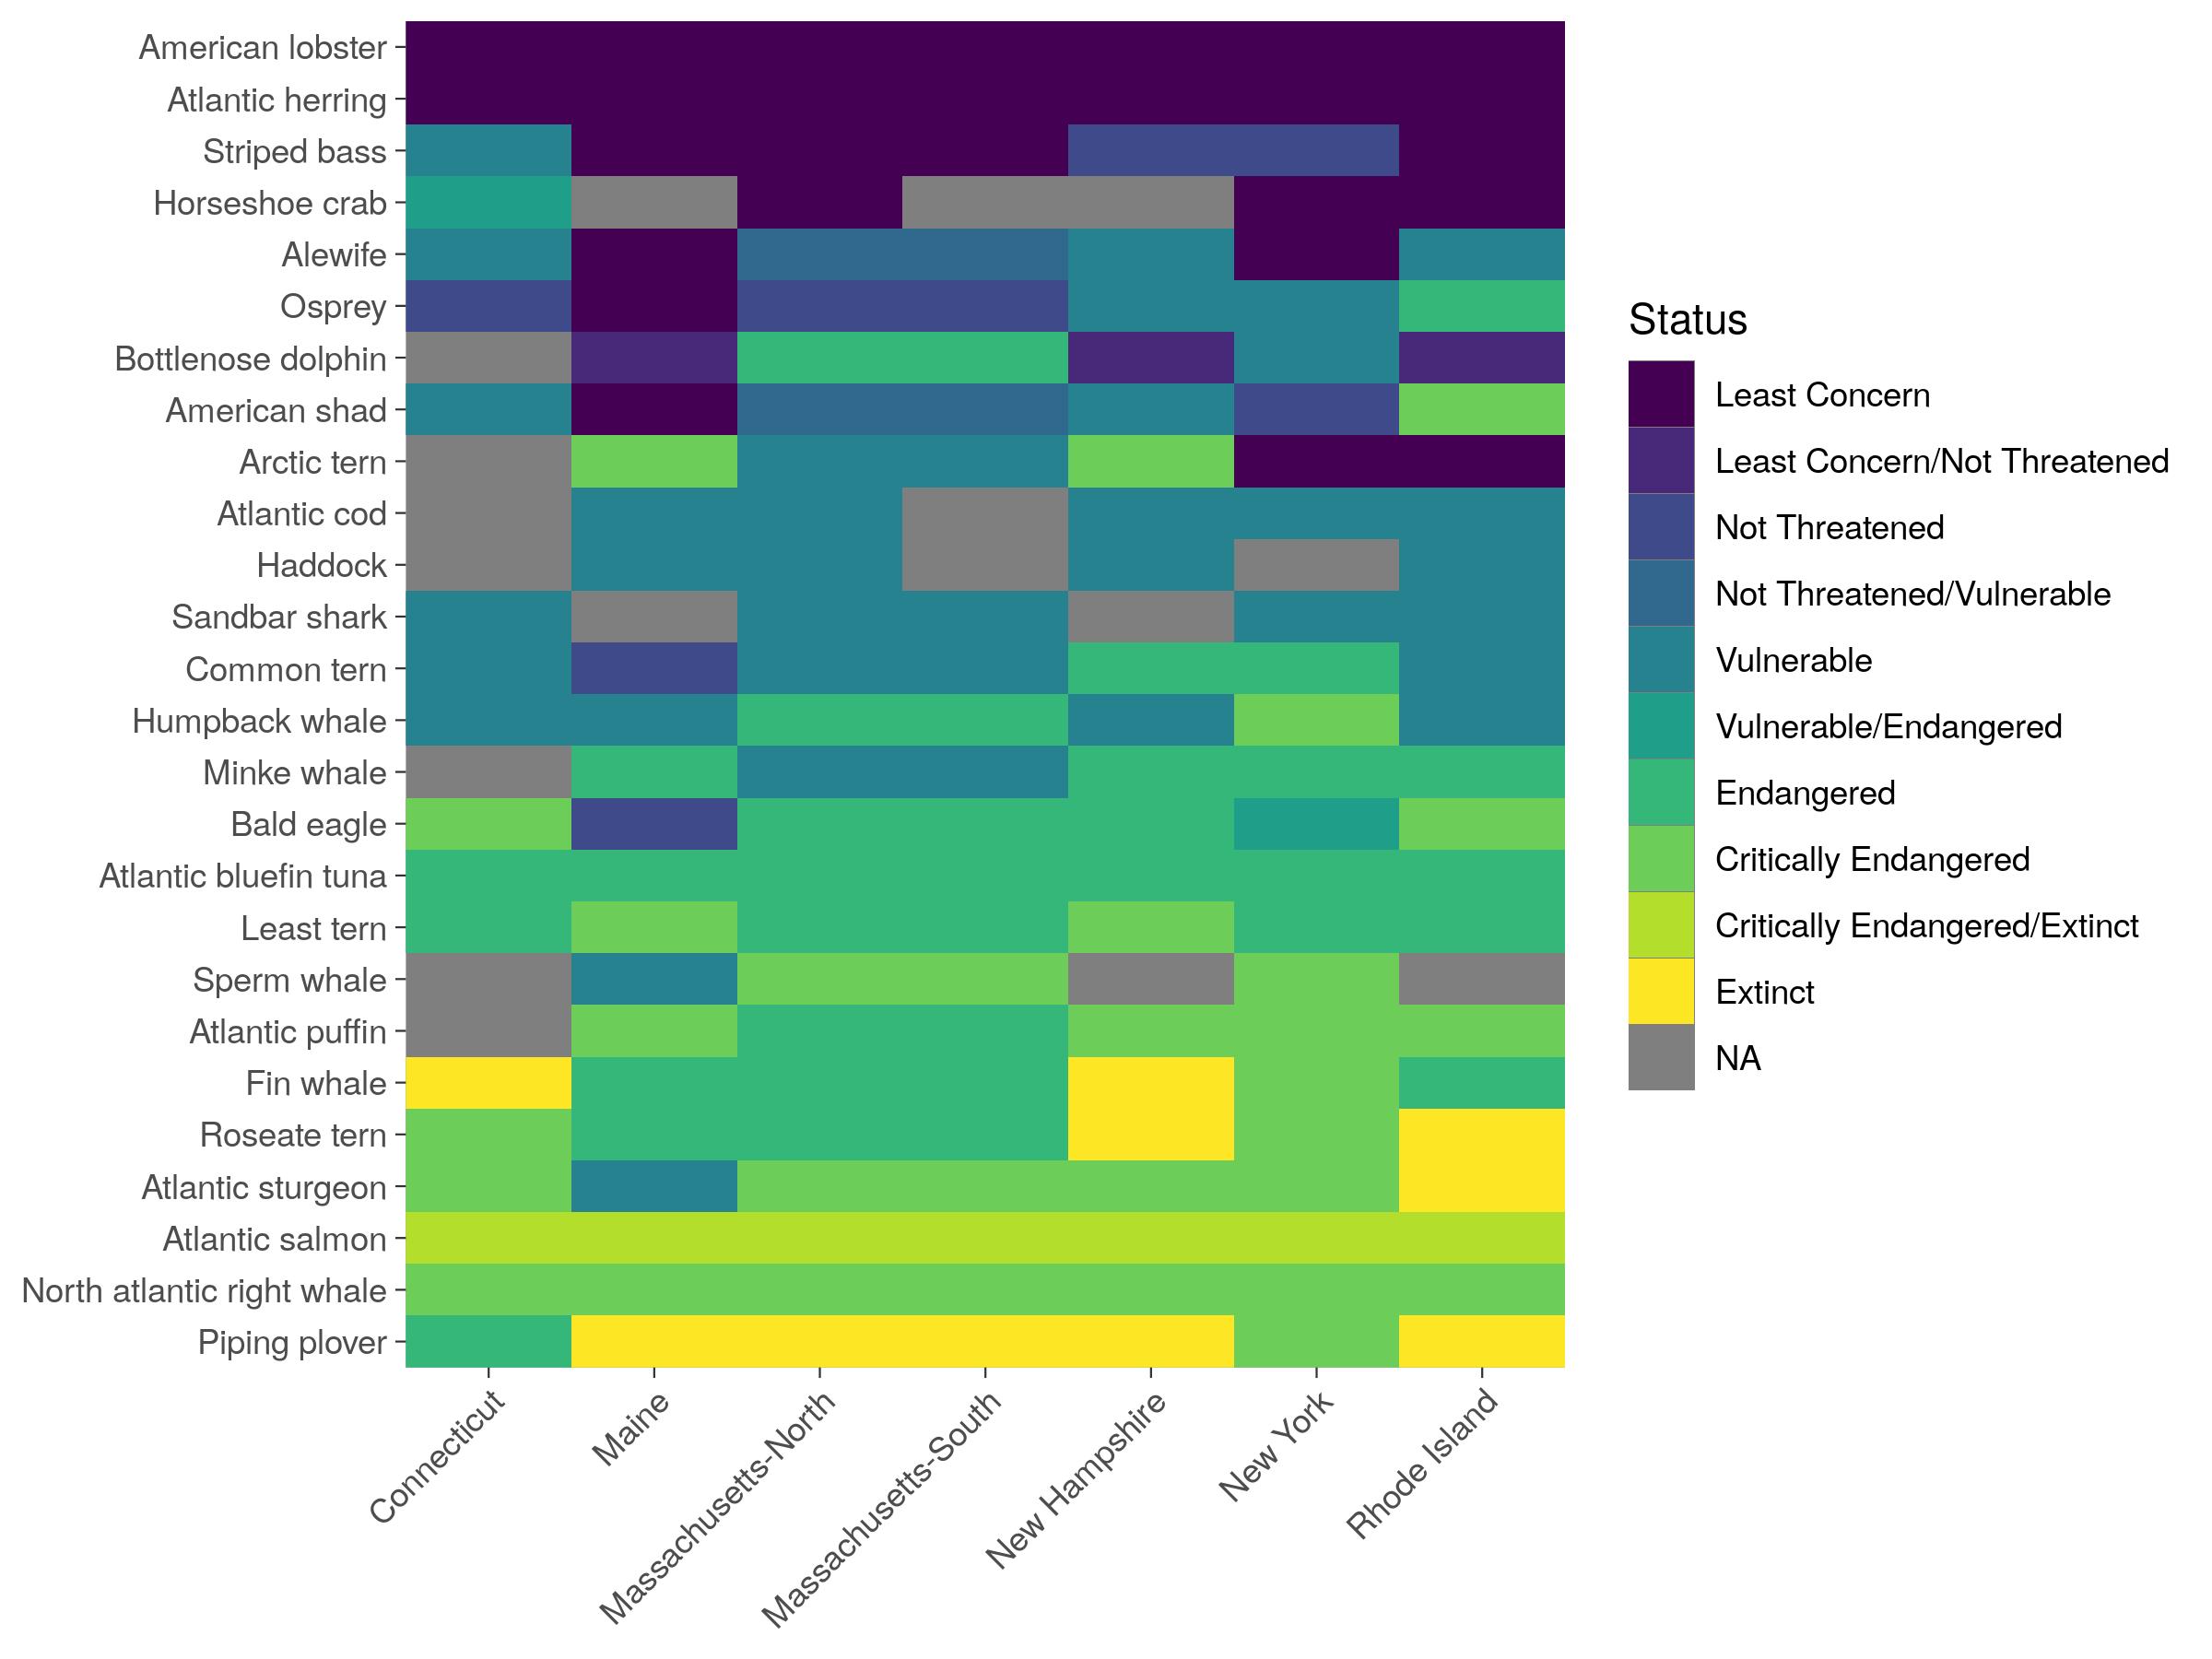 American lobster
Atlantic herring
Striped bass
Horseshoe crab
Alewife
Osprey
Bottlenose dolphin
American shad
Arctic tern
Atlantic cod
Haddock
Sandbar shark
Common tern
Humpback whale
Minke whale
Bald eagle
Atlantic bluefin tuna
Least tern
Sperm whale
Atlantic puffin
Fin whale
Roseate tern
Atlantic sturgeon
Atlantic salmon
North atlantic right whale
Piping plover
Connecticut
Maine
Massachusetts-North
Massachusetts-South
New Hampshire
New York
Rhode Island
Status
Least Concern
Least Concern/Not Threatened
Not Threatened
Not Threatened/Vulnerable
Vulnerable
Vulnerable/Endangered
Endangered
Critically Endangered
Critically Endangered/Extinct
Extinct
NA